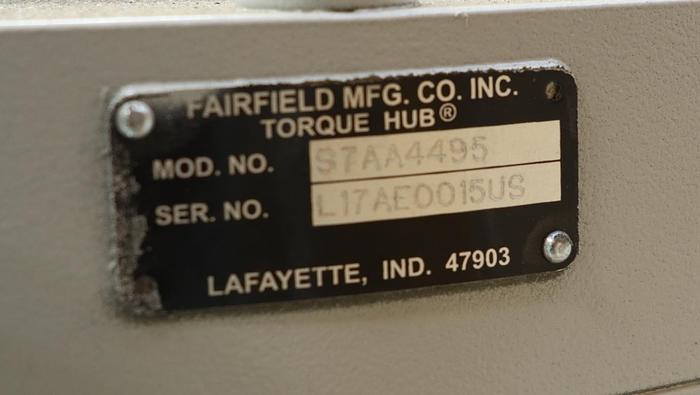 FAIRFIELD MFG. CO. INC.
TORQUE HUB®
MOD. NO. S7AA4495
SER. NO. L17AE0015US
LAFAYETTE, IND. 47903